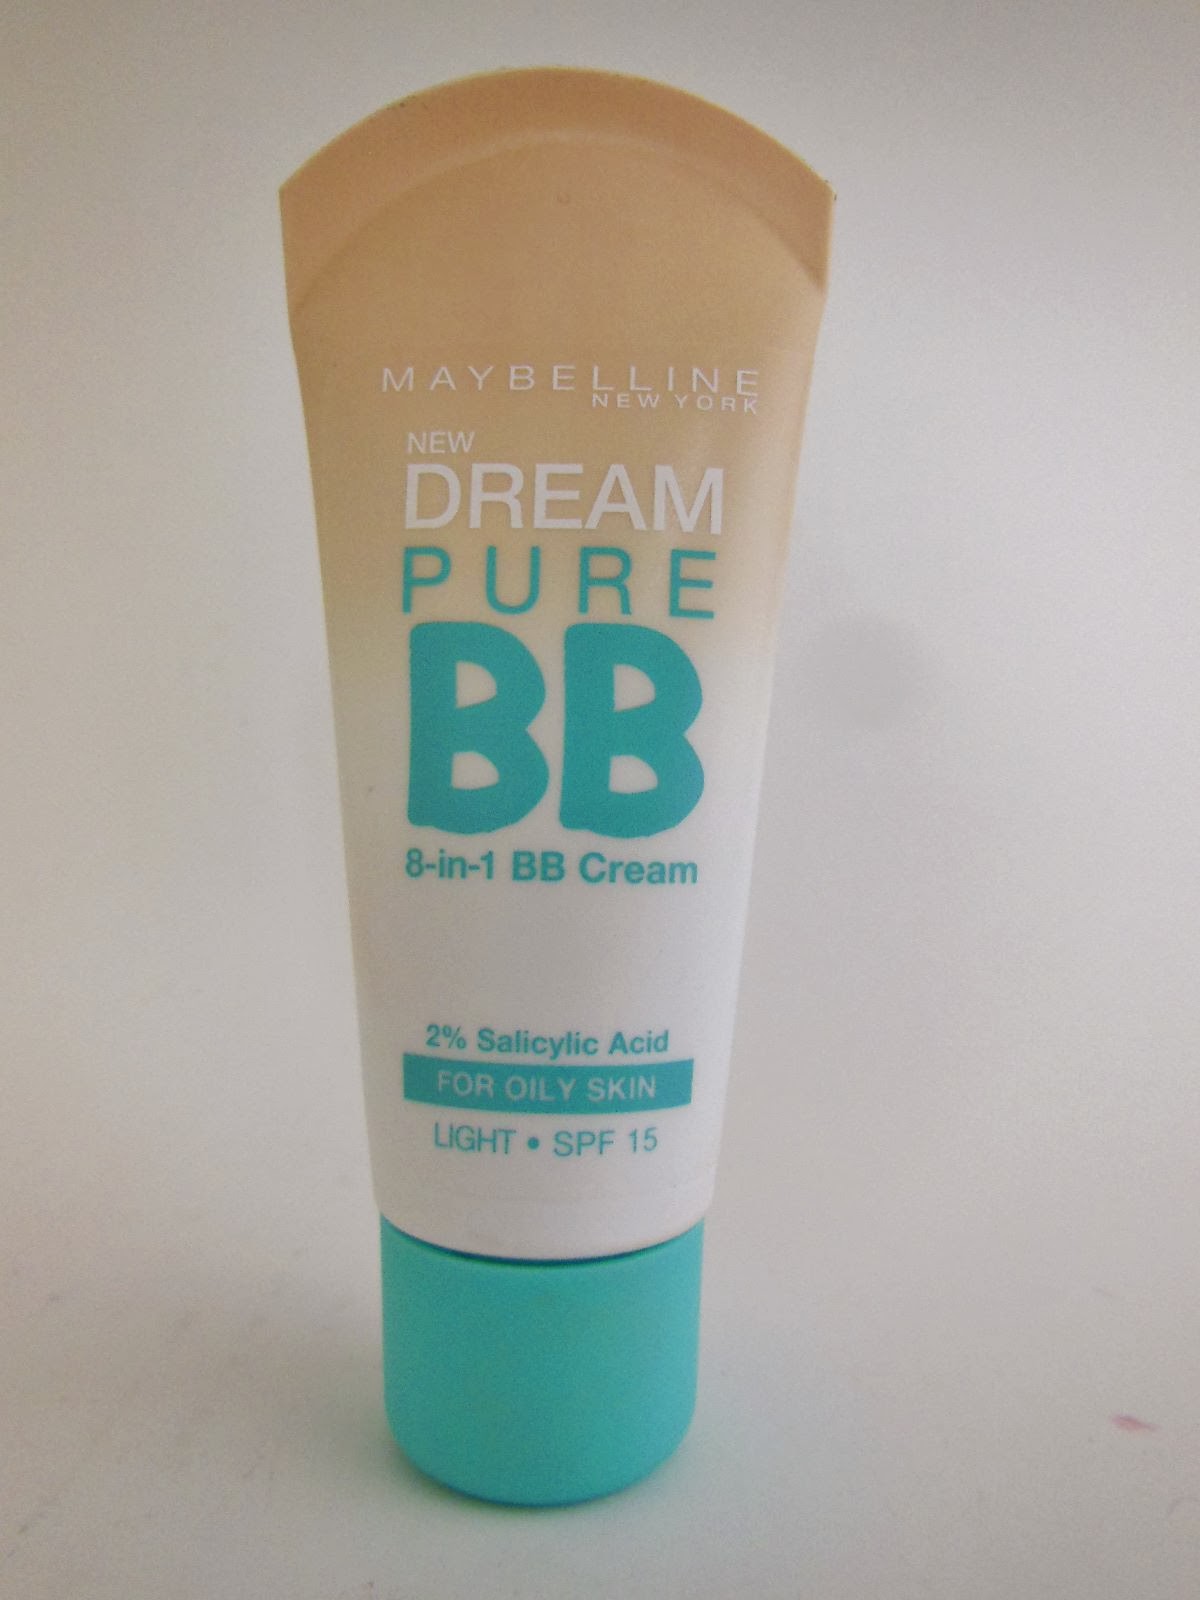 MAYBELLINE
NEW YORK
NEW
DREAM
PURE
BB
8-in-1 BB Cream
2% Salicylic Acid
FOR OILY SKIN
LIGHT • SPF 15